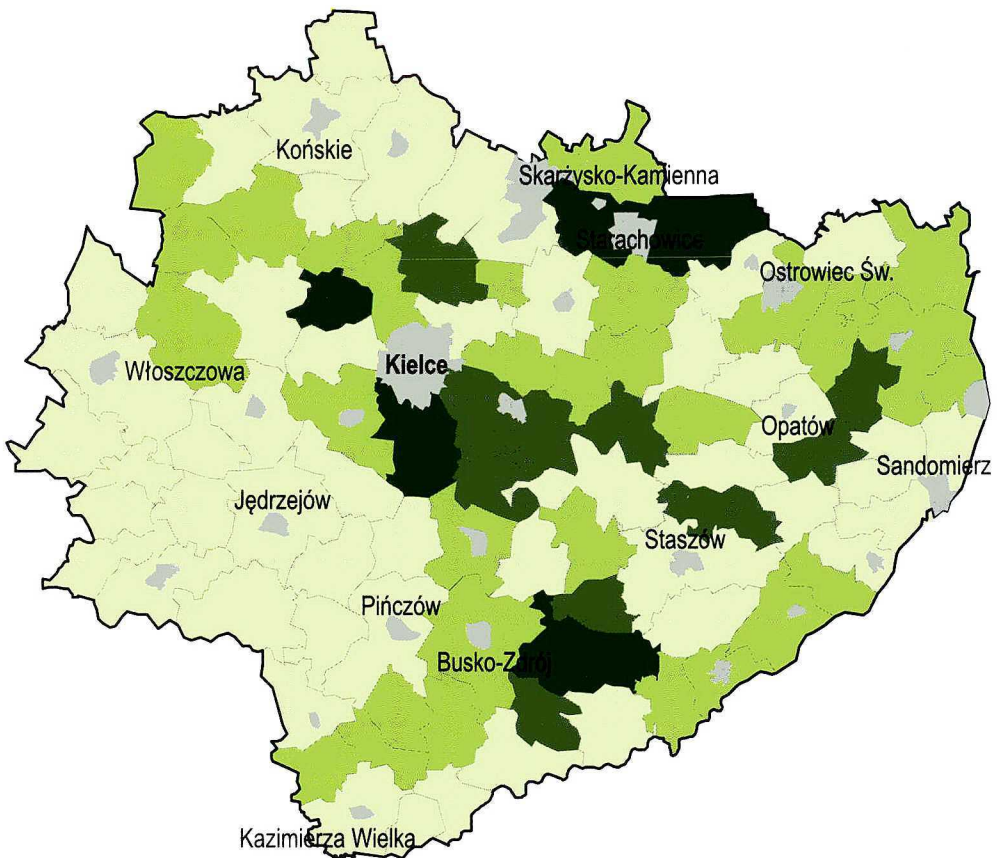 Końskie
Skarżysko-Kamienna
Starachowice
Ostrowiec Św.
Włoszczowa
Kielce
Opatów
Sandomierz
Jędrzejów
Staszów
Pińczów
Busko-Zdrój
Kazimierza Wielka